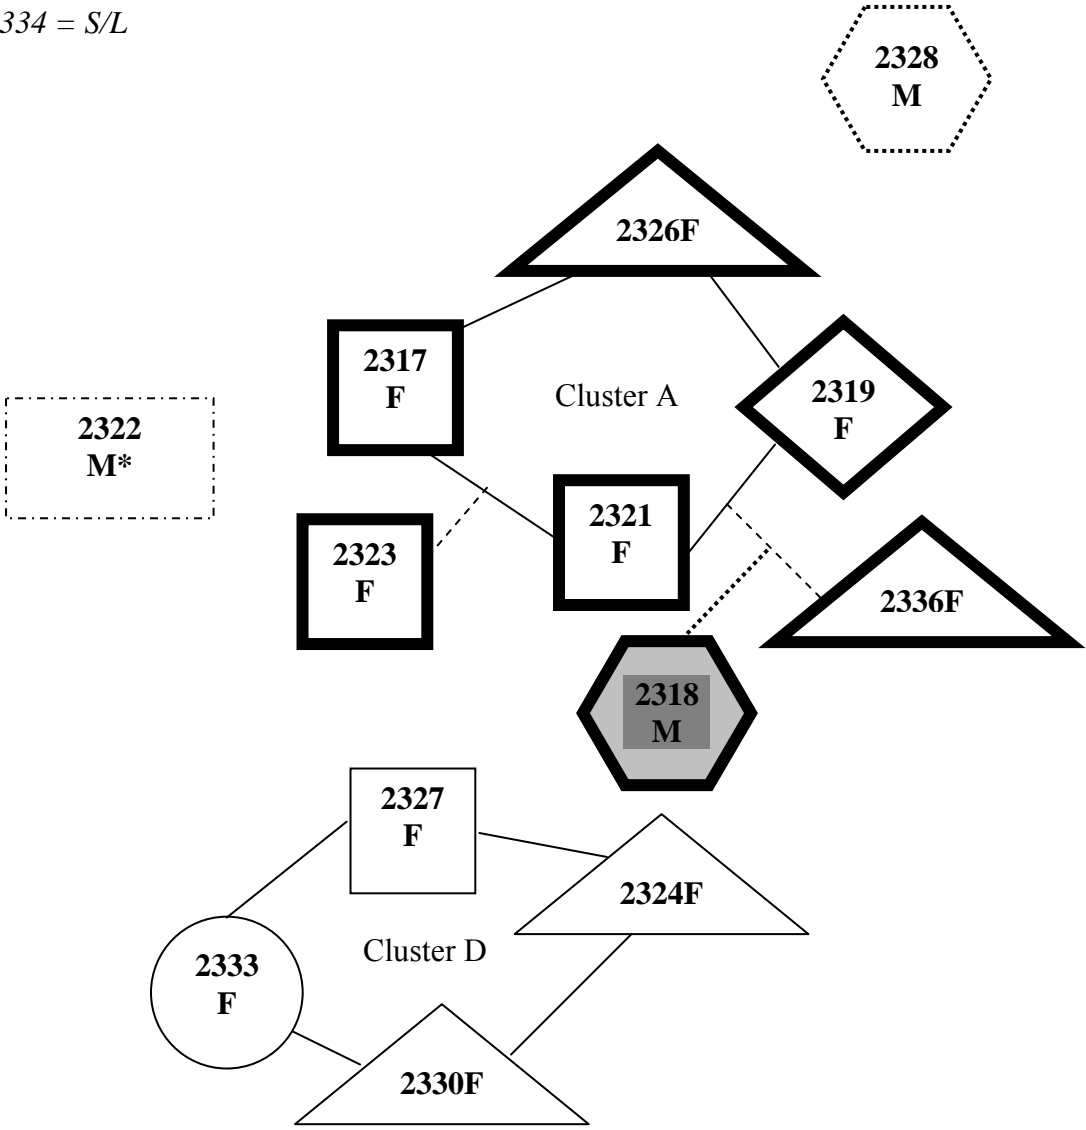 334 = S/L
2328
M
2326F
2317
F
Cluster A
2319
F
2322
M*
2321
F
2323
F
2336F
2318
M
2327
F
2324F
Cluster D
2333
F
2330F